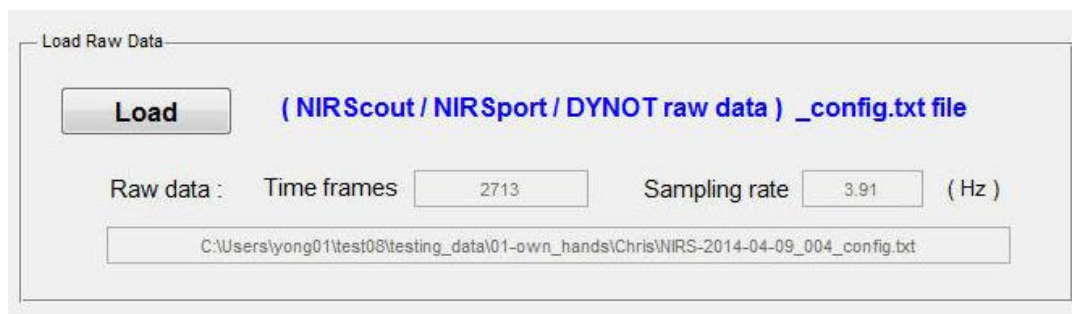 Load Raw Data
Load ( NIRScout / NIRSport / DYNOT raw data ) _config.txt file
Raw data : Time frames 2713 Sampling rate 3.91 ( Hz )
C:\Users\yong01\test08\testing_data\01-own_hands\Chris\NIRS-2014-04-09_004_config.txt